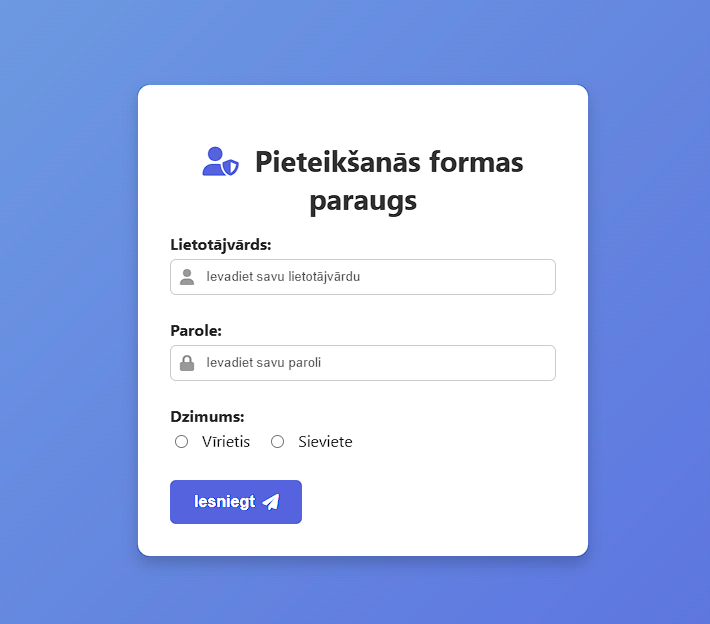 Pieteikšanās formas
paraugs
Lietotājvārds:
Ievadiet savu lietotājvārdu
Parole:
Ievadiet savu paroli
Dzimums:
Vīrietis Sieviete
Iesniegt